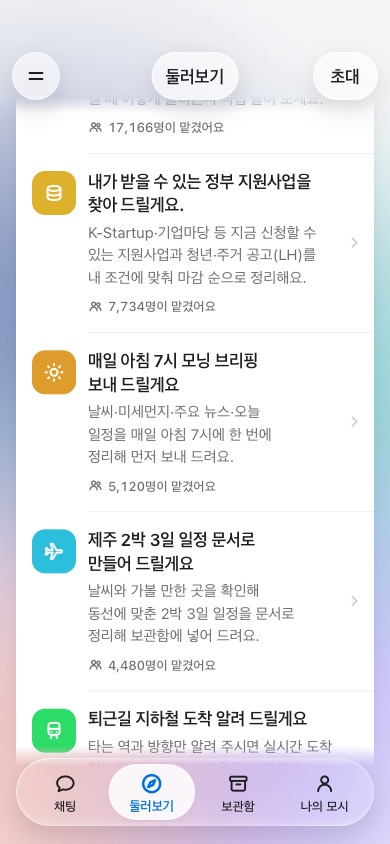 둘러보기
초대
17,166명이 맡겼어요
내가 받을 수 있는 정부 지원사업을
찾아 드릴게요.
K-Startup·기업마당 등 지금 신청할 수
있는 지원사업과 청년·주거 공고(LH)를
내 조건에 맞춰 마감 순으로 정리해요.
7,734명이 맡겼어요
매일 아침 7시 모닝 브리핑
보내 드릴게요
날씨·미세먼지·주요 뉴스·오늘
일정을 매일 아침 7시에 한 번에
정리해 먼저 보내 드려요.
5,120명이 맡겼어요
제주 2박 3일 일정 문서로
만들어 드릴게요
날씨와 가볼 만한 곳을 확인해
동선에 맞춘 2박 3일 일정을 문서로
정리해 보관함에 넣어 드려요.
4,480명이 맡겼어요
퇴근길 지하철 도착 알려 드릴게요
타는 역과 방향만 알려 주시면 실시간 도착
채팅
둘러보기
보관함
나의 모시